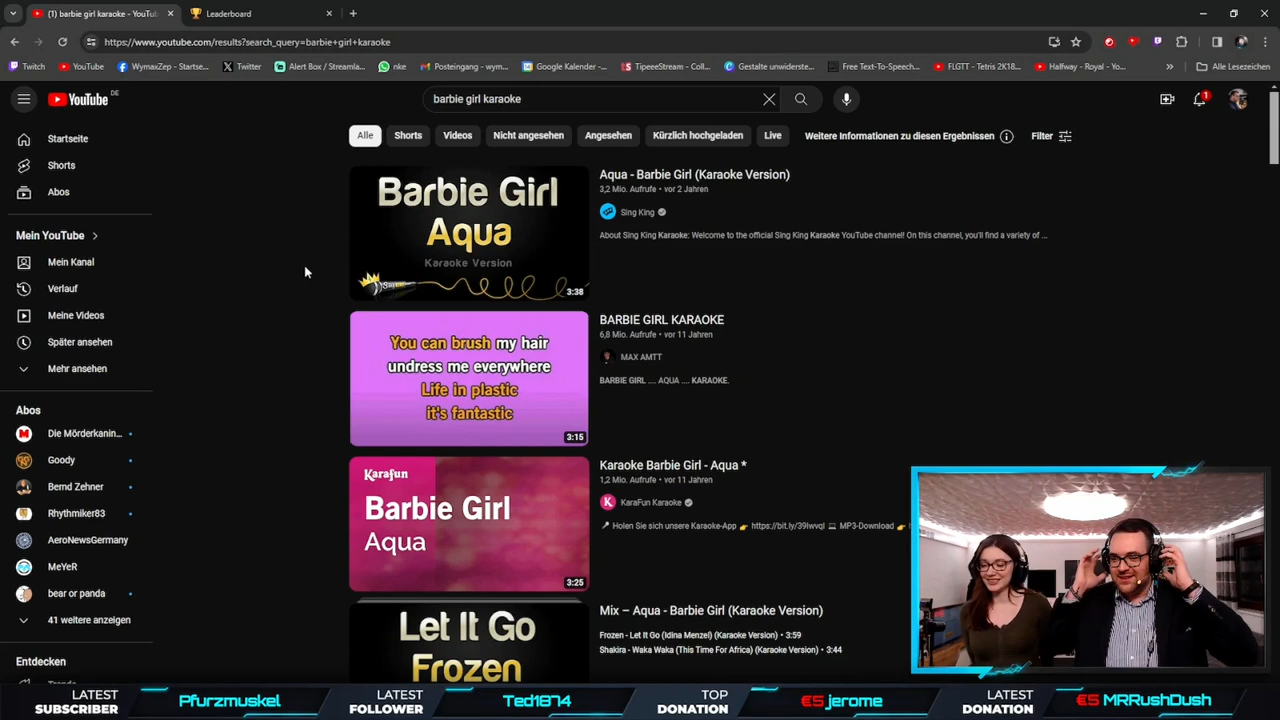 (1) barbie girl karaoke - YouTu
Leaderboard
https://www.youtube.com/results?search_query=barbie+girl+karaoke
Twitch
YouTube
WymaxZep - Startse...
Twitter
Alert Box / Streamla...
nke
Posteingang - wym...
Google Kalender -...
TipeeeStream - Coll...
Gestalte unwiderste...
Free Text-To-Speech...
FLGTT - Tetris 2K18...
Halfway - Royal - Yo...
»
Alle Lesezeichen
YouTube DE
barbie girl karaoke
1
Alle
Shorts
Videos
Nicht angesehen
Angesehen
Kürzlich hochgeladen
Live
Weitere Informationen zu diesen Ergebnissen
Filter
Startseite
Shorts
Abos
Mein YouTube
Mein Kanal
Verlauf
Meine Videos
Später ansehen
Mehr ansehen
Abos
Die Mörderkanin...
Goody
Bernd Zehner
Rhythmiker83
AeroNewsGermany
MeYeR
bear or panda
41 weitere anzeigen
Entdecken
Barbie Girl
Aqua
Karaoke Version
3:38
Aqua - Barbie Girl (Karaoke Version)
3,2 Mio. Aufrufe • vor 2 Jahren
Sing King
About Sing King Karaoke: Welcome to the official Sing King Karaoke YouTube channel! On this channel, you'll find a variety of ...
You can brush my hair
undress me everywhere
Life in plastic
it's fantastic
3:15
BARBIE GIRL KARAOKE
6,8 Mio. Aufrufe • vor 11 Jahren
MAX AMTT
BARBIE GIRL .... AQUA .... KARAOKE.
Karafun
Barbie Girl
Aqua
3:25
Karaoke Barbie Girl - Aqua *
1,2 Mio. Aufrufe • vor 11 Jahren
K
KaraFun Karaoke
Holen Sie sich unsere Karaoke-App https://bit.ly/39lwvql MP3-Download
Let It Go
Frozen
Mix – Aqua - Barbie Girl (Karaoke Version)
Frozen - Let It Go (Idina Menzel) (Karaoke Version) • 3:59
Shakira - Waka Waka (This Time For Africa) (Karaoke Version) • 3:44
LATEST
SUBSCRIBER
Pfurzmuskel
LATEST
FOLLOWER
Ted1874
TOP
DONATION
€5 jerome
LATEST
DONATION
€5 MRRushDush